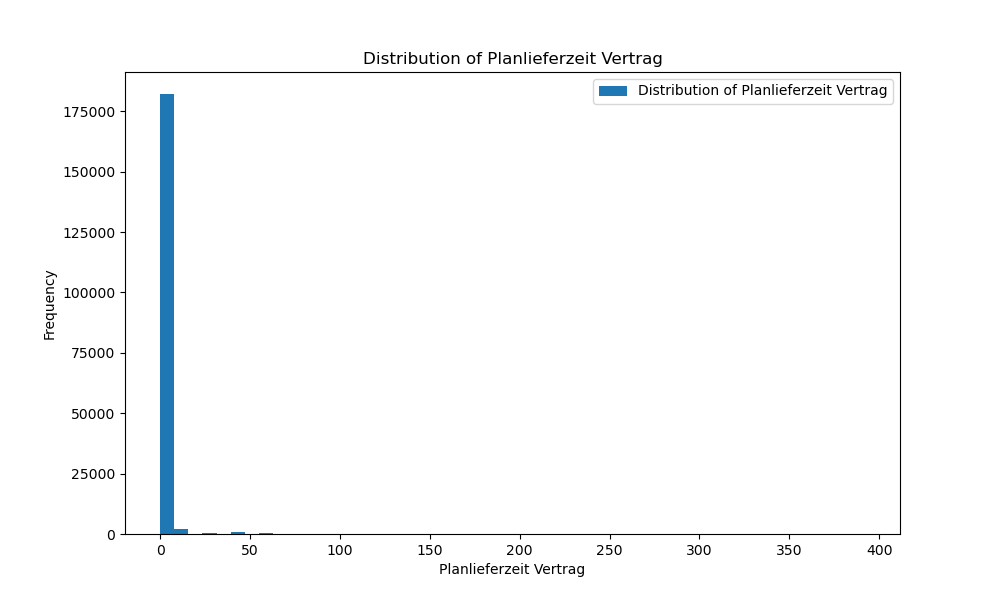 Distribution of Planlieferzeit Vertrag
Distribution of Planlieferzeit Vertrag
175000
150000
125000
100000
75000
50000
25000
0
Frequency
0 50 100 150 200 250 300 350 400
Planlieferzeit Vertrag